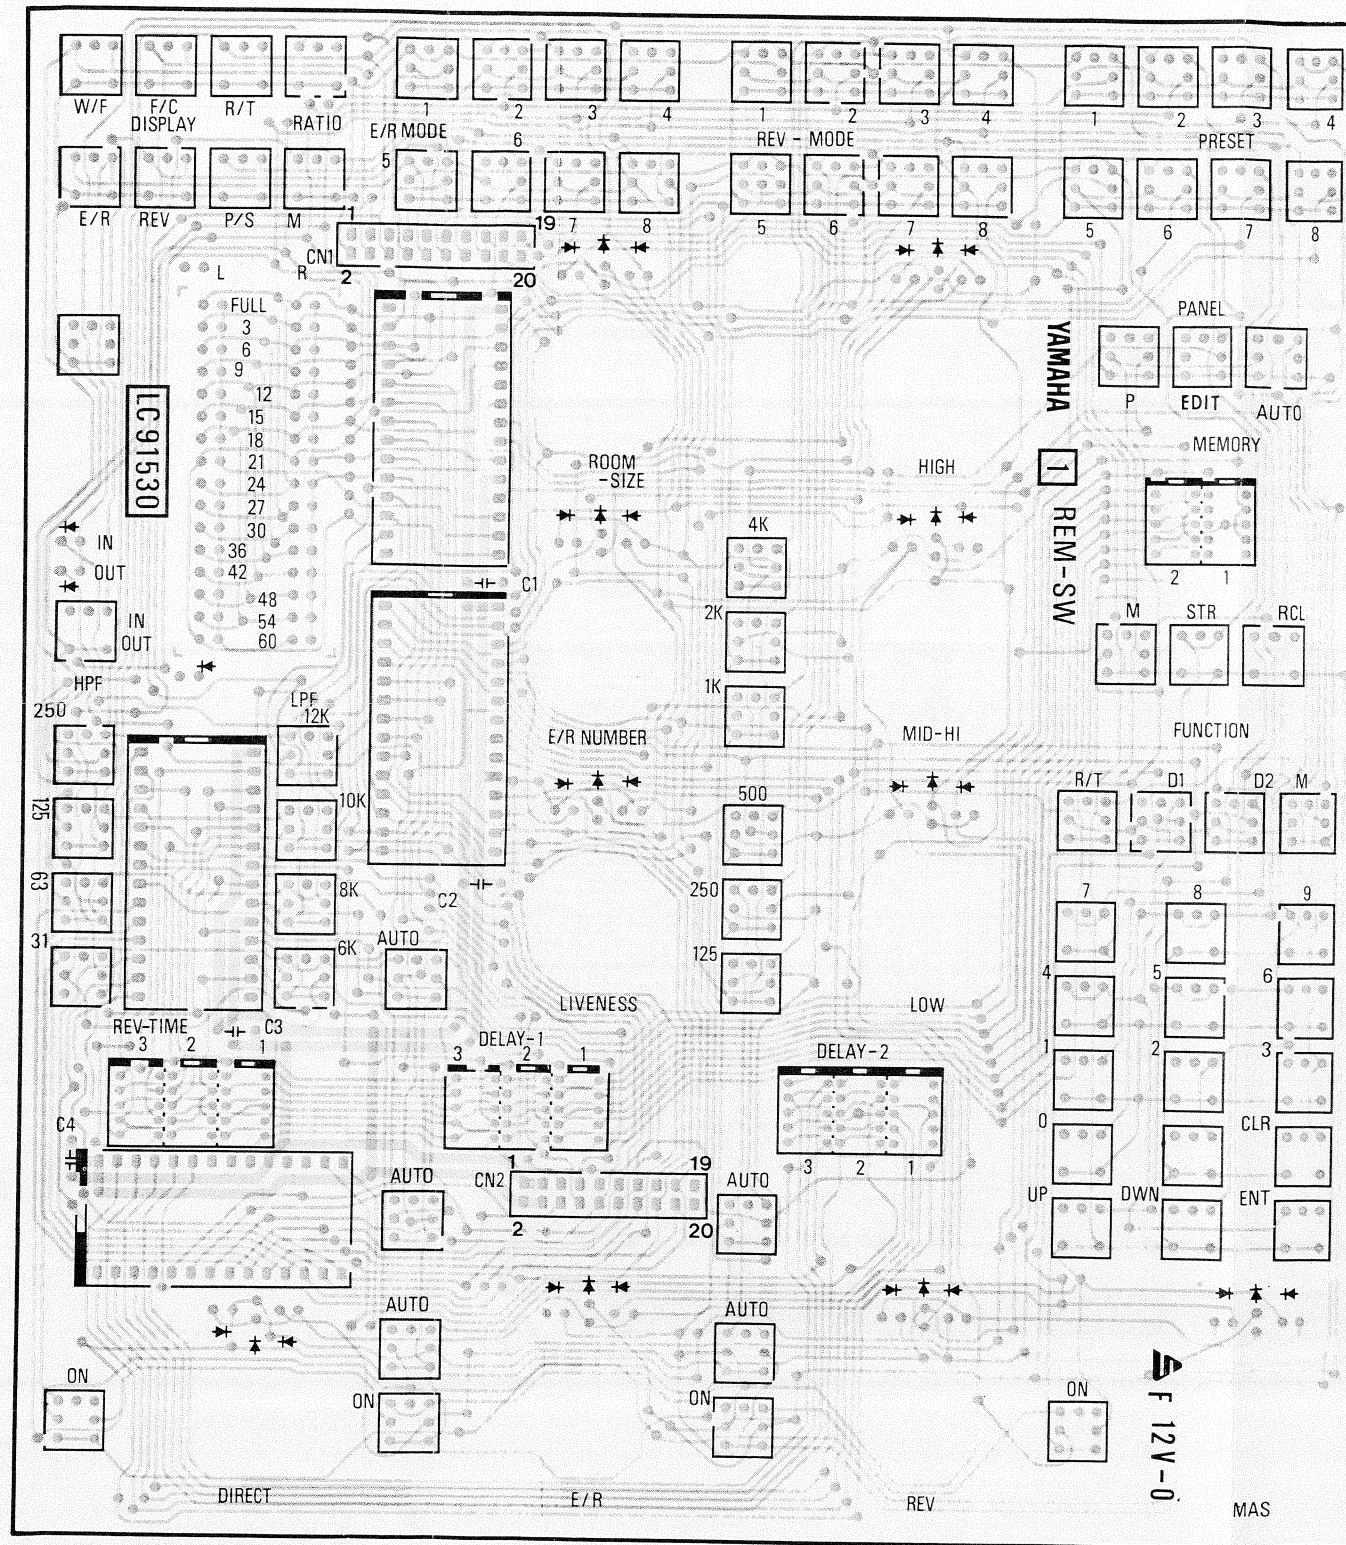 W/F F/C R/T RATIO
DISPLAY
1 2 3 4
E/R MODE
1 2 3 4
REV - MODE
1 2 3 4
PRESET
E/R REV P/S M
5 6 7 8
5 6 7 8
5 6 7 8
1 19
CN1
2 20
L R
FULL
3
6
9
12
15
18
21
24
27
30
36
42
48
54
60
LC91530
IN
OUT
IN
OUT
HPF
250
125
63
31
LPF
12K
10K
8K
6K
AUTO
C1
C2
C3
C4
ROOM
-SIZE
HIGH
4K
2K
1K
E/R NUMBER
MID-HI
500
250
125
LIVENESS
LOW
YAMAHA
1 REM-SW
PANEL
P EDIT AUTO
MEMORY
2 1
M STR RCL
FUNCTION
R/T D1 D2 M
7 8 9
4 5 6
1 2 3
0 CLR
UP DWN ENT
REV-TIME
3 2 1
DELAY-1
3 2 1
DELAY-2
3 2 1
1 19
CN2
2 20
AUTO AUTO
AUTO AUTO
ON ON ON ON
F 12V-0
DIRECT E/R REV MAS